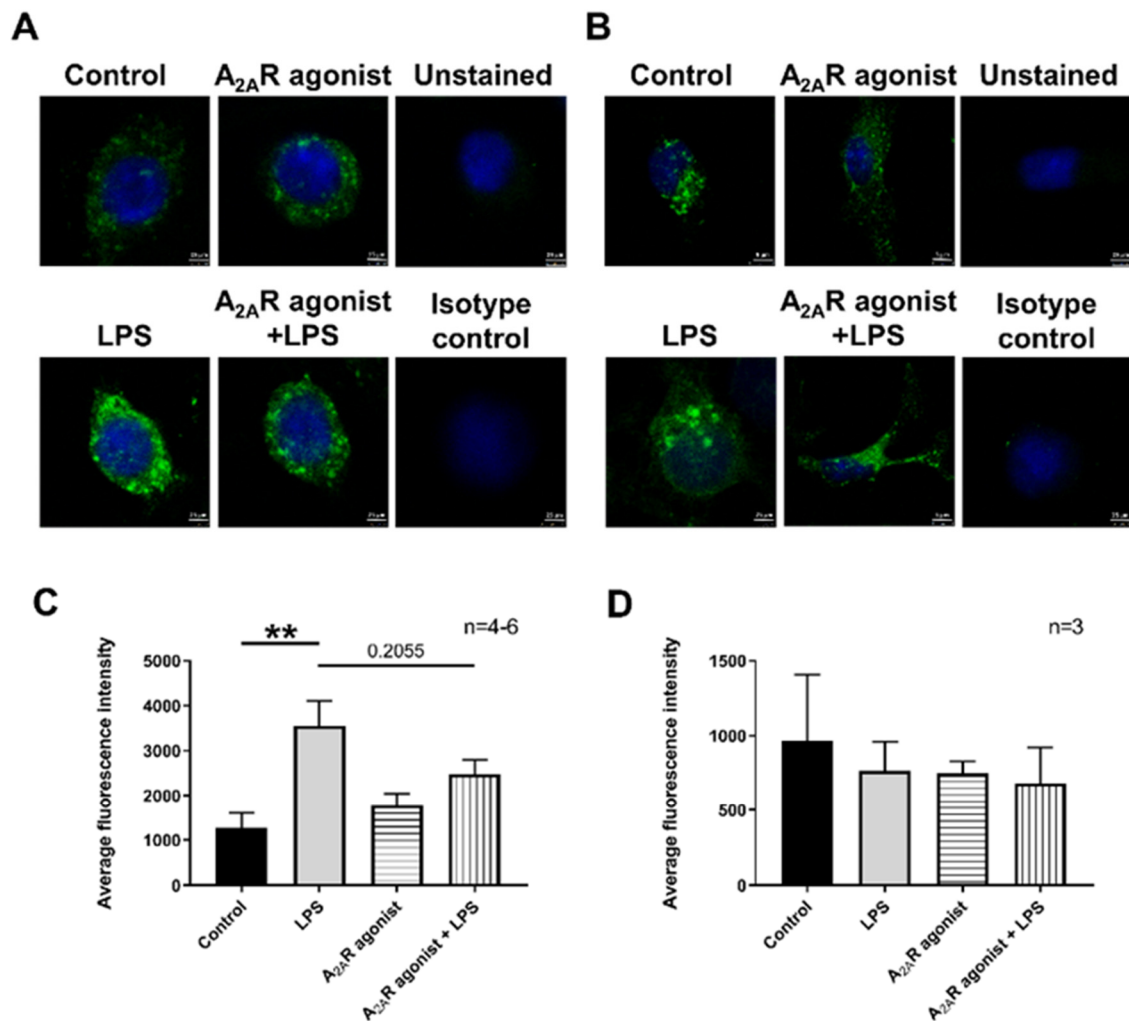 A
B
Control A2AR agonist Unstained
Control A2AR agonist Unstained
LPS A2AR agonist +LPS Isotype control
LPS A2AR agonist +LPS Isotype control
C
n=4-6
**
0.2055
Average fluorescence intensity
5000
4000
3000
2000
1000
0
Control
LPS
A2AR agonist
A2AR agonist + LPS
D
n=3
Average fluorescence intensity
1500
1000
500
0
Control
LPS
A2AR agonist
A2AR agonist + LPS